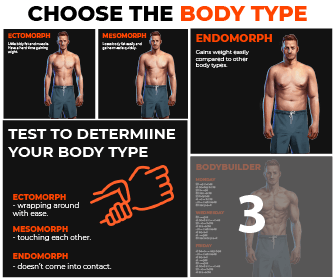 CHOOSE THE BODY TYPE
ECTOMORPH
Little body fat and muscle.
Has a hard time gaining
weight.
MESOMORPH
Loses body fat easily and
gains muscle quickly.
ENDOMORPH
Gains weight easily
compared to other
body types.
TEST TO DETERMIINE
YOUR BODY TYPE
ECTOMORPH
- wrapping around
with ease.
MESOMORPH
- touching each other.
ENDOMORPH
- doesn't come into contact.
BODYBUILDER
3